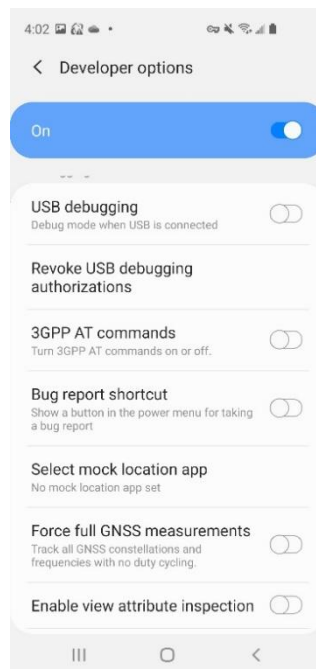 4:02
Developer options
On
USB debugging
Debug mode when USB is connected
Revoke USB debugging
authorizations
3GPP AT commands
Turn 3GPP AT commands on or off.
Bug report shortcut
Show a button in the power menu for taking
a bug report
Select mock location app
No mock location app set
Force full GNSS measurements
Track all GNSS constellations and
frequencies with no duty cycling.
Enable view attribute inspection